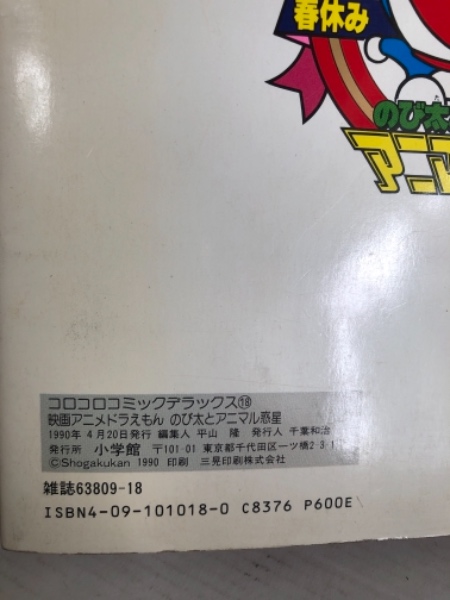 春休み
のび太
アニ
コロコロコミックデラックス⑱
映画アニメドラえもん のび太とアニマル惑星
1990年 4月20日発行 編集人 平山 隆 発行人 千葉和治
発行所 小学館 〒101-01 東京都千代田区一ツ橋2-3-1
©Shogakukan 1990 印刷 三晃印刷株式会社
雑誌63809-18
ISBN4-09-101018-0 C8376 P600E